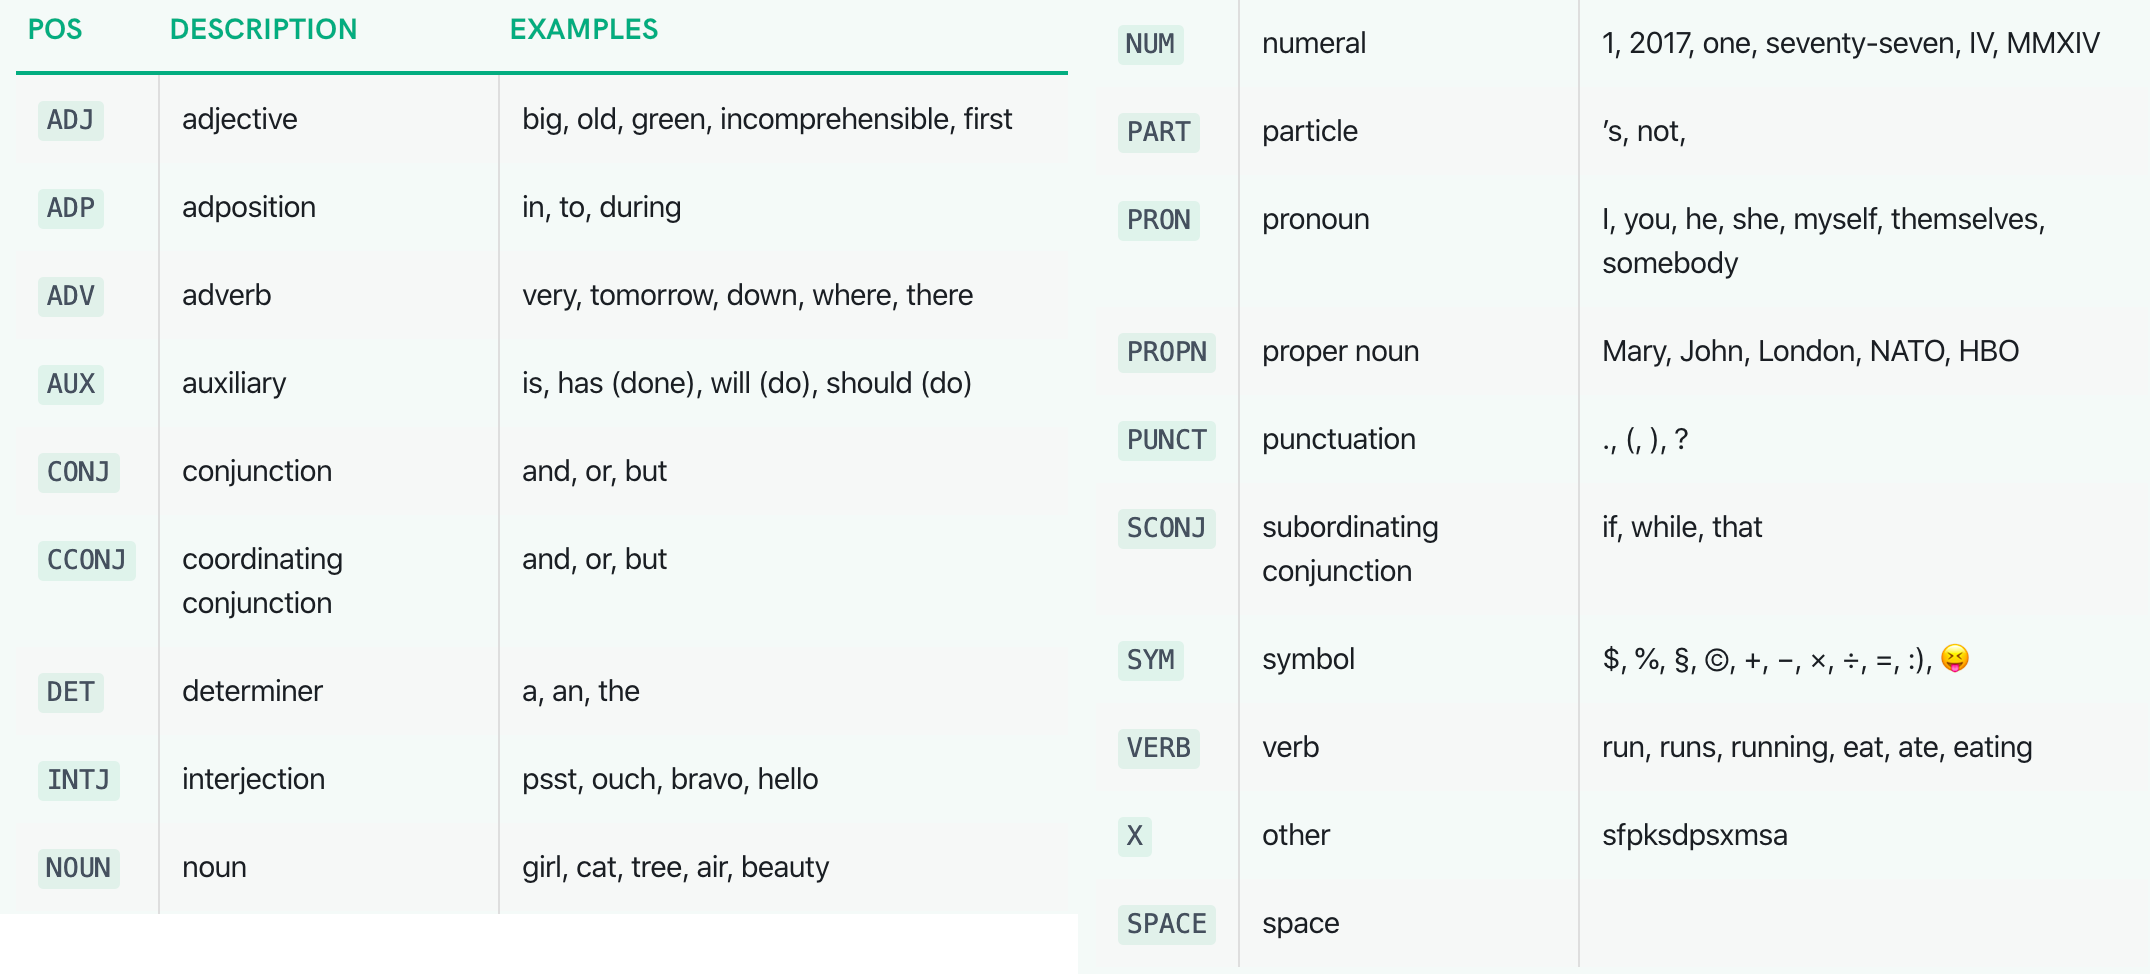 POS DESCRIPTION EXAMPLES
ADJ adjective big, old, green, incomprehensible, first
ADP adposition in, to, during
ADV adverb very, tomorrow, down, where, there
AUX auxiliary is, has (done), will (do), should (do)
CONJ conjunction and, or, but
CCONJ coordinating and, or, but
conjunction
DET determiner a, an, the
INTJ interjection psst, ouch, bravo, hello
NOUN noun girl, cat, tree, air, beauty
NUM numeral 1, 2017, one, seventy-seven, IV, MMXIV
PART particle ’s, not,
PRON pronoun I, you, he, she, myself, themselves,
somebody
PROPN proper noun Mary, John, London, NATO, HBO
PUNCT punctuation ., (, ), ?
SCONJ subordinating if, while, that
conjunction
SYM symbol $, %, §, ©, +, −, ×, ÷, =, :), 😝
VERB verb run, runs, running, eat, ate, eating
X other sfpksdpsxmsa
SPACE space